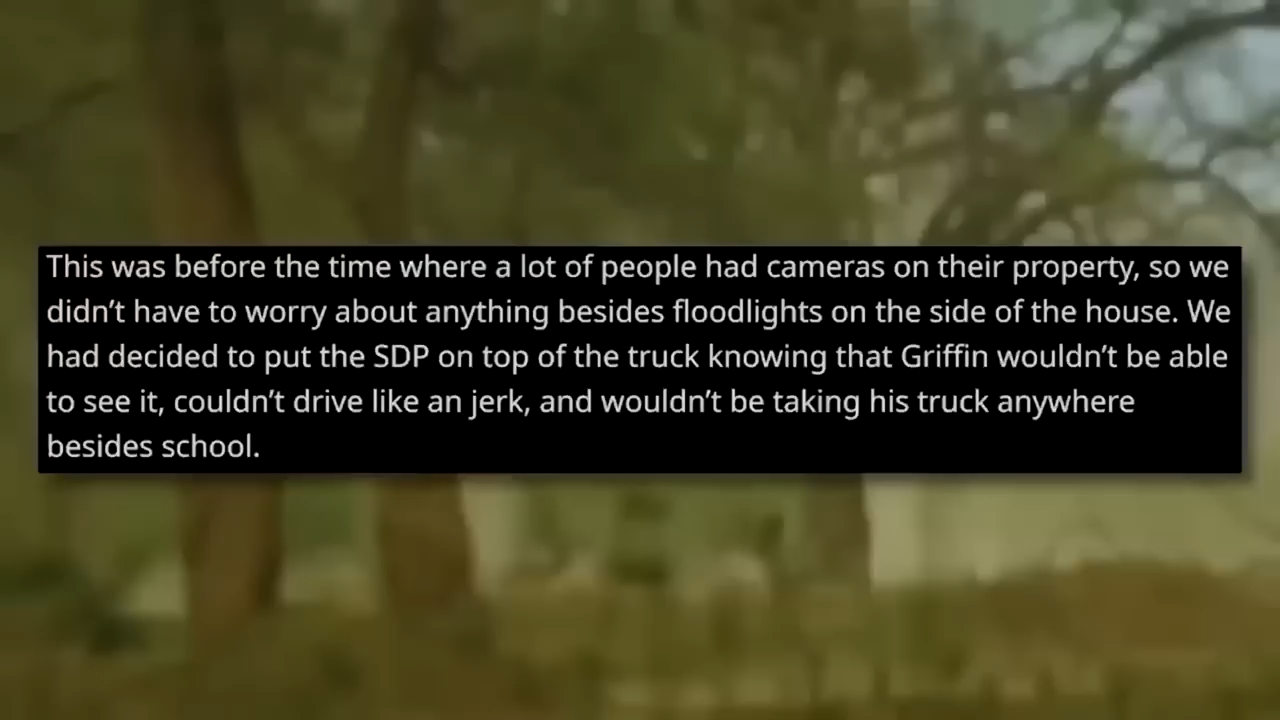 This was before the time where a lot of people had cameras on their property, so we
didn’t have to worry about anything besides floodlights on the side of the house. We
had decided to put the SDP on top of the truck knowing that Griffin wouldn’t be able
to see it, couldn’t drive like an jerk, and wouldn’t be taking his truck anywhere
besides school.